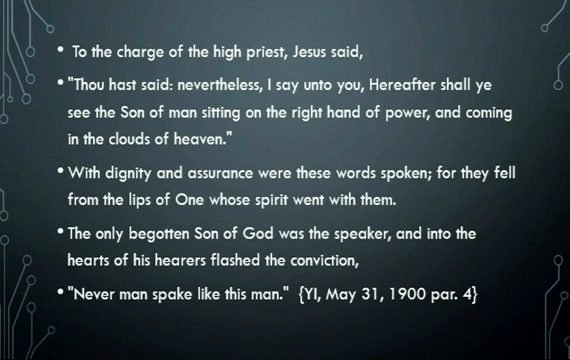 • To the charge of the high priest, Jesus said,
• "Thou hast said: nevertheless, I say unto you, Hereafter shall ye
see the Son of man sitting on the right hand of power, and coming
in the clouds of heaven."
• With dignity and assurance were these words spoken; for they fell
from the lips of One whose spirit went with them.
• The only begotten Son of God was the speaker, and into the
hearts of his hearers flashed the conviction,
• "Never man spake like this man." {YI, May 31, 1900 par. 4}